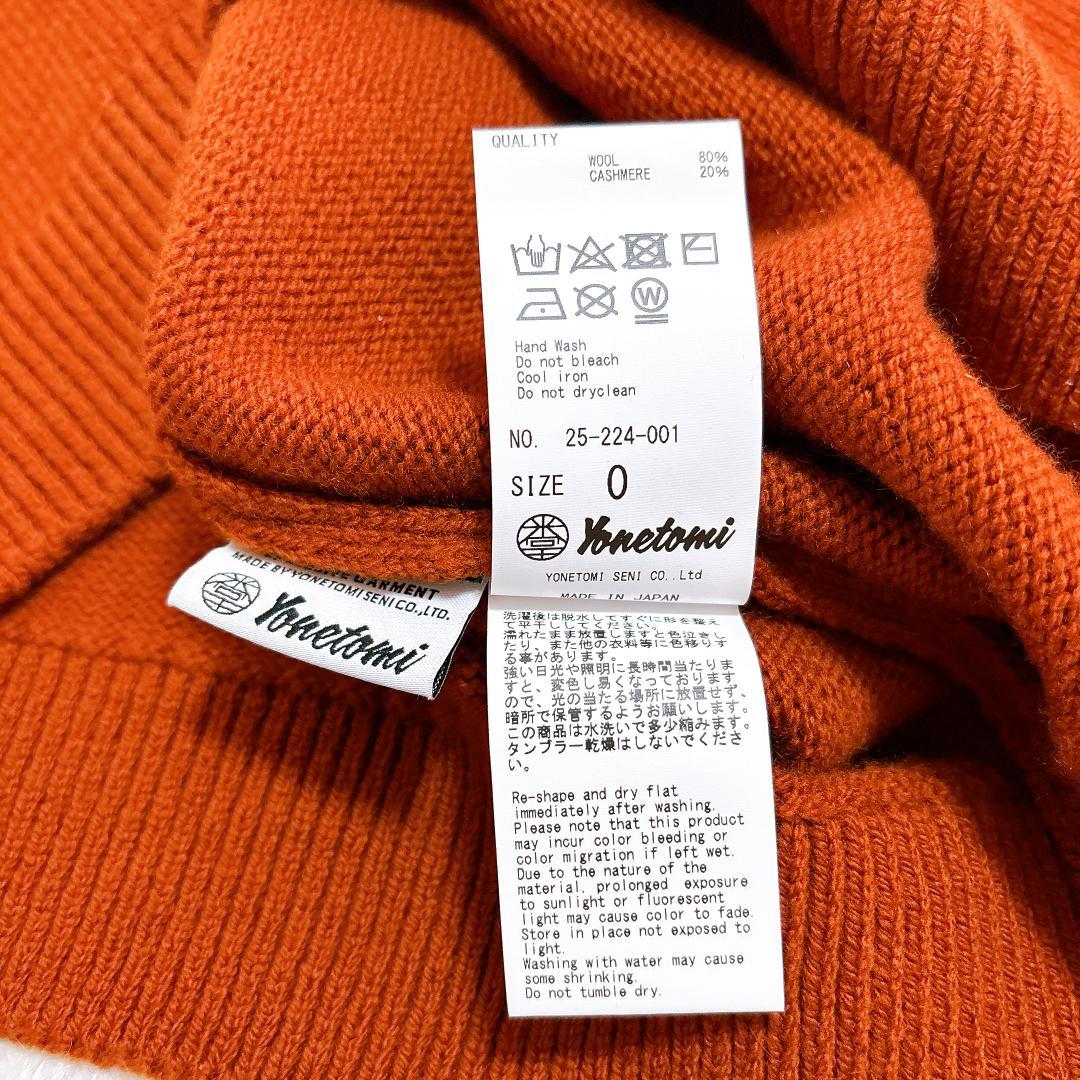 QUALITY
WOOL 80%
CASHMERE 20%
W
Hand Wash
Do not bleach
Cool iron
Do not dryclean
NO. 25-224-001
SIZE 0
Yonetomi
YONETOMI SENI CO.,Ltd
MADE IN JAPAN
GARMENT
MADE BY YONETOMI SENI CO.,LTD.
Yonetomi
洗濯後は脱水してすぐに形を整え
て平干ししてください。
濡れたまま放置しますと色泣きし
たり、また他の衣料等に色移りす
る事があります。
強い日光や照明に長時間当たりま
すと、変色し易くなっております
ので、光の当たる場所に放置せず、
暗所で保管するようお願いします。
この商品は水洗いで多少縮みます。
タンブラー乾燥はしないでくださ
い。
Re-shape and dry flat
immediately after washing.
Please note that this product
may incur color bleeding or
color migration if left wet.
Due to the nature of the
material, prolonged exposure
to sunlight or fluorescent
light may cause color to fade.
Store in place not exposed to
light.
Washing with water may cause
some shrinking.
Do not tumble dry.